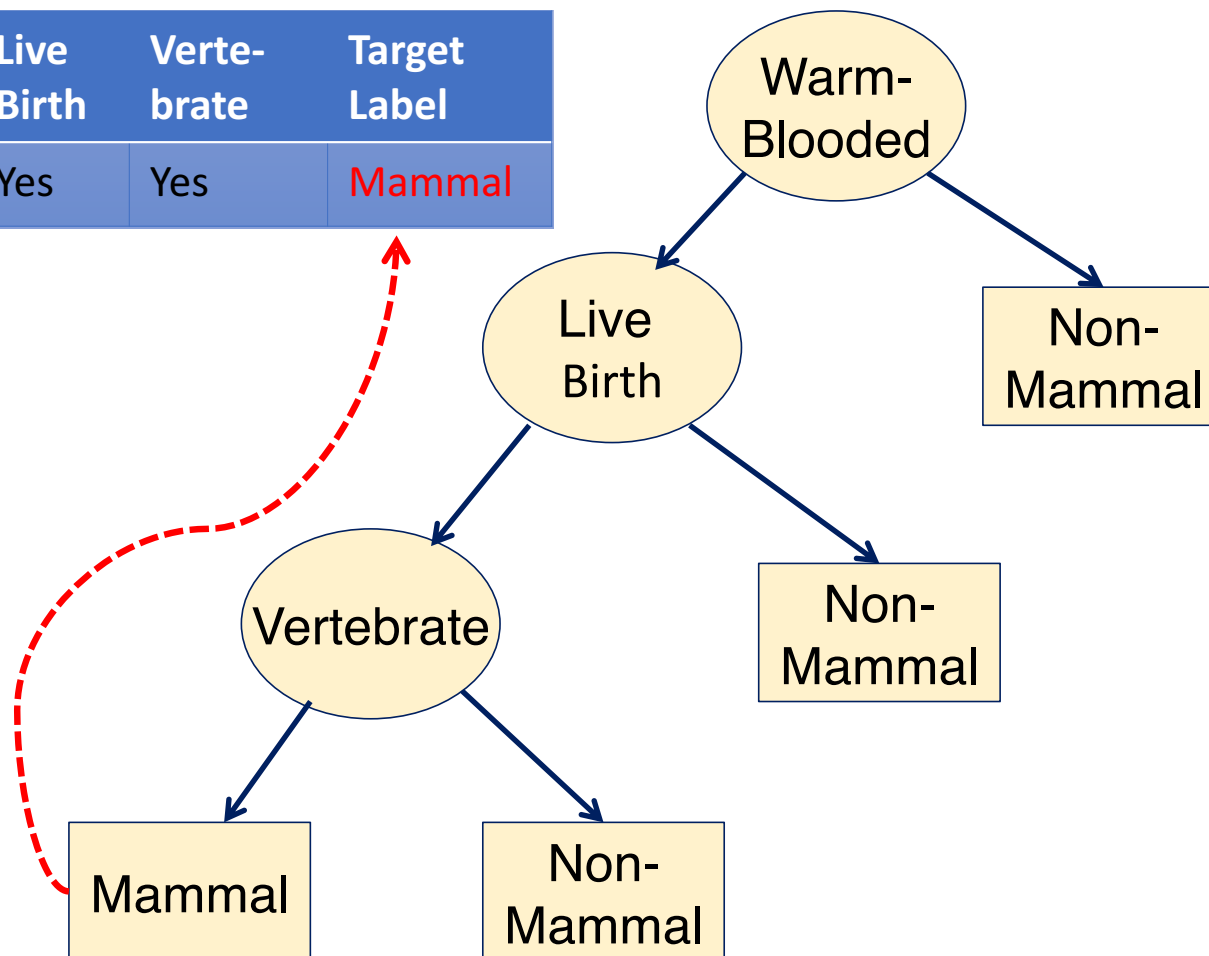 Live Verte- Target
Birth brate Label
Yes Yes Mammal
Warm-
Blooded
Live
Birth
Non-
Mammal
Vertebrate
Non-
Mammal
Mammal
Non-
Mammal